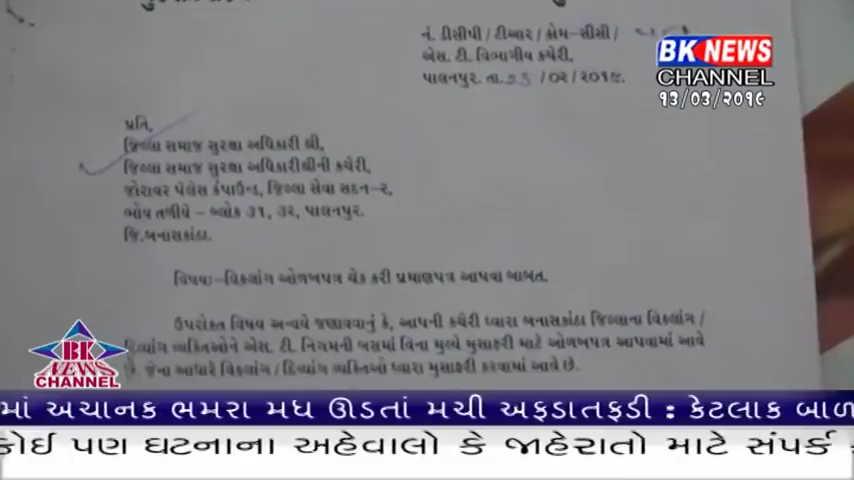 નં. ડીસીપી/ટીઆર/ક્રોમ-સીસી/
એસ. ટી. વિભાગીય કચેરી,
પાલનપુર. તા. /૦૨/૨૦૧૯.
BK NEWS
CHANNEL
૧૩/૦૩/૨૦૧૯
પ્રતિ,
જિલ્લા સમાજ સુરક્ષા અધિકારી શ્રી,
જિલ્લા સમાજ સુરક્ષા અધિકારીશ્રીની કચેરી,
જોરાવર પેલેસ કંપાઉન્ડ, જિલ્લા સેવા સદન-૨,
ભોંય તળીયે - બ્લોક ૩૧, ૩૨, પાલનપુર.
જિ.બનાસકાંઠા.
વિષયઃ-વિકલાંગ ઓળખપત્ર ચેક કરી પ્રમાણપત્ર આપવા બાબત.
ઉપરોક્ત વિષય અન્વયે જણાવવાનું કે, આપની કચેરી ધ્વારા બનાસકાંઠા જિલ્લાના વિકલાંગ/
દિવ્યાંગ વ્યક્તિઓને એસ. ટી. નિગમની બસમાં વિના મુલ્યે મુસાફરી માટે ઓળખપત્ર આપવામાં આવે
છે. જેના આધારે વિકલાંગ/દિવ્યાંગ વ્યક્તિઓ ધ્વારા મુસાફરી કરવામાં આવે છે.
BK
NEWS
CHANNEL
માં અચાનક ભમરા મધ ઊડતાં મચી અફડાતફડી : કેટલાક બાળ
કોઈ પણ ઘટનાના અહેવાલો કે જાહેરાતો માટે સંપર્ક